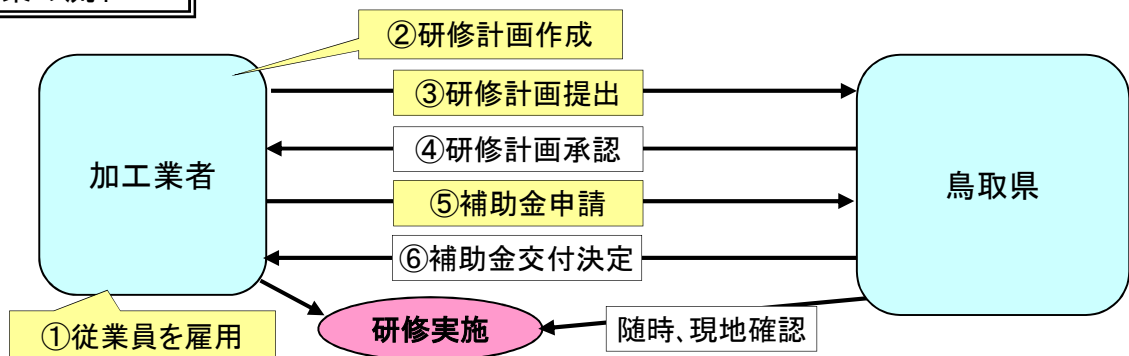 ②研修計画作成
③研修計画提出
④研修計画承認
加工業者
鳥取県
⑤補助金申請
⑥補助金交付決定
①従業員を雇用
研修実施
随時、現地確認